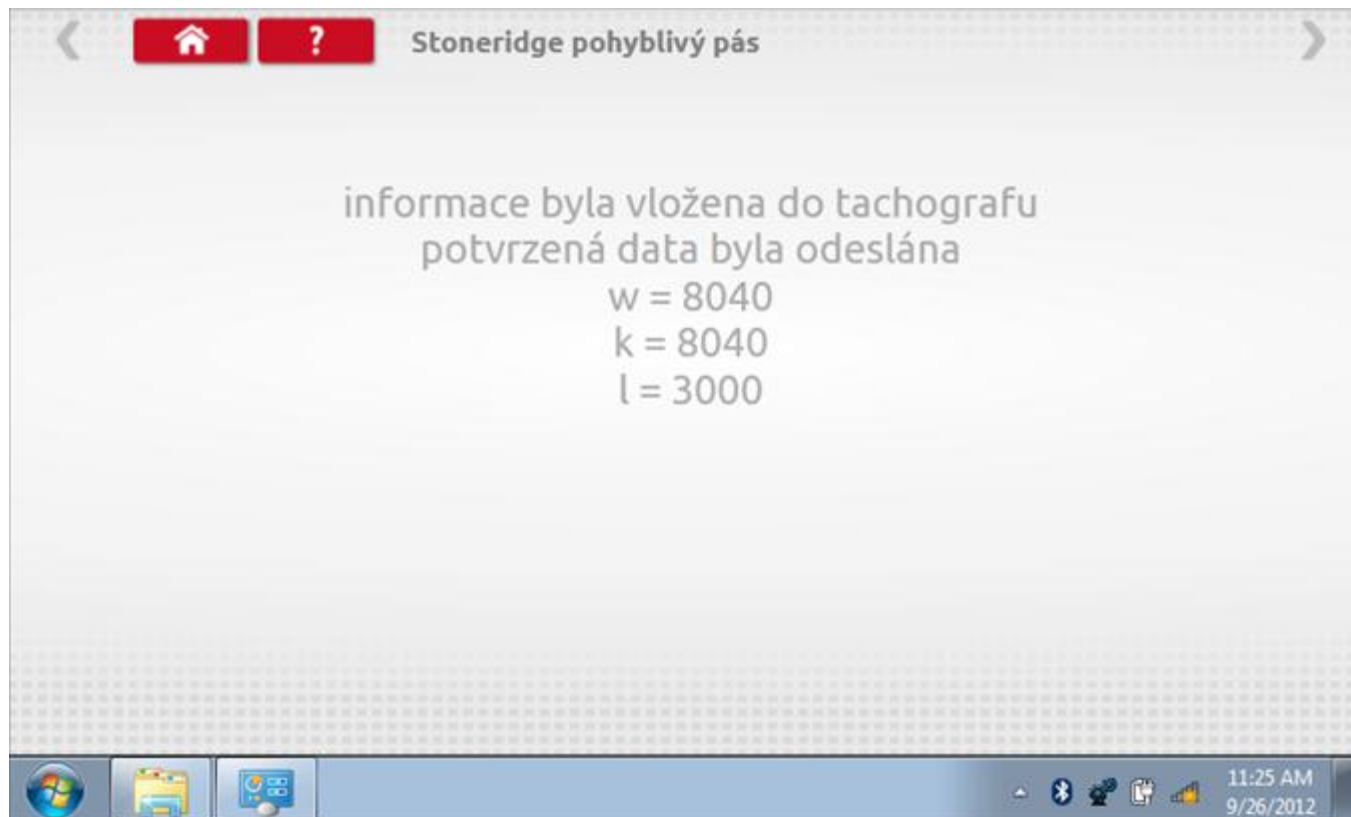 ? Stoneridge pohyblivý pás
informace byla vložena do tachografu
potvrzená data byla odeslána
w = 8040
k = 8040
l = 3000
11:25 AM
9/26/2012